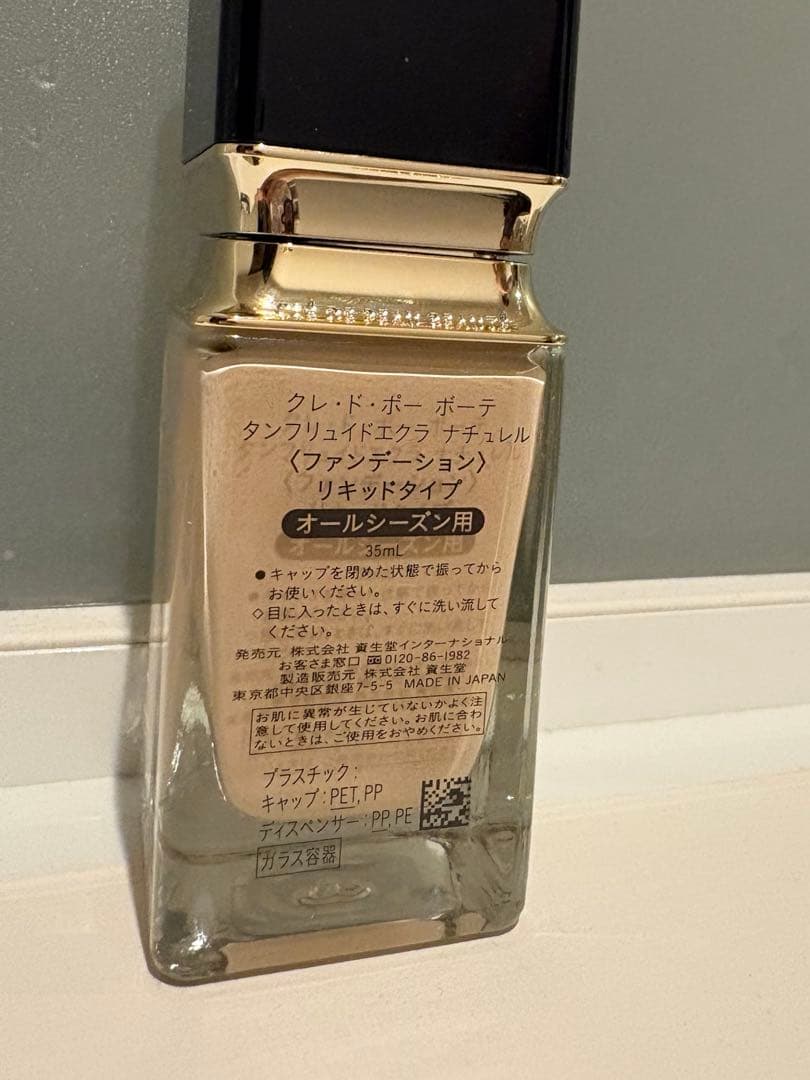 clé de peau BEAUTÉ
クレ・ド・ポー ボーテ
タンフリュイドエクラ ナチュレル
〈ファンデーション〉
リキッドタイプ
オールシーズン用
35mL
●キャップを閉めた状態で振ってから
お使いください。
◇目に入ったときは、すぐに洗い流して
ください。
発売元 株式会社 資生堂インターナショナル
お客さま窓口 0120-86-1982
製造販売元 株式会社 資生堂
東京都中央区銀座7-5-5 MADE IN JAPAN
お肌に異常が生じていないかよく注
意して使用してください。お肌に合わ
ないときは、ご使用をおやめください。
プラスチック:
キャップ:PET,PP
ディスペンサー:PP,PE
ガラス容器